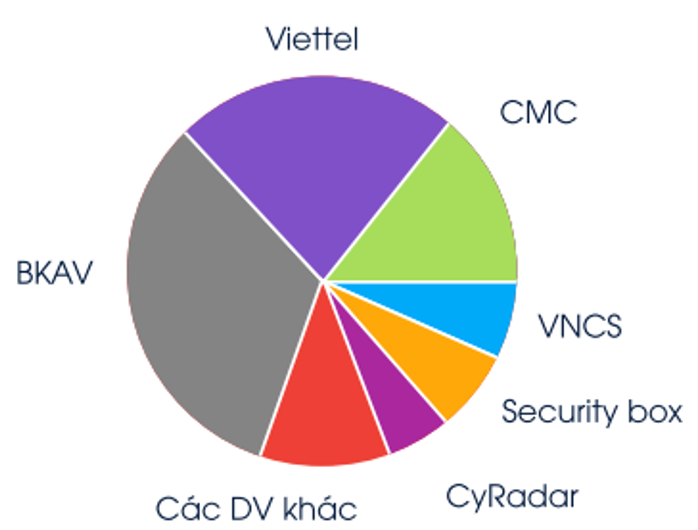 Viettel
CMC
BKAV
VNCS
Security box
CyRadar
Các DV khác